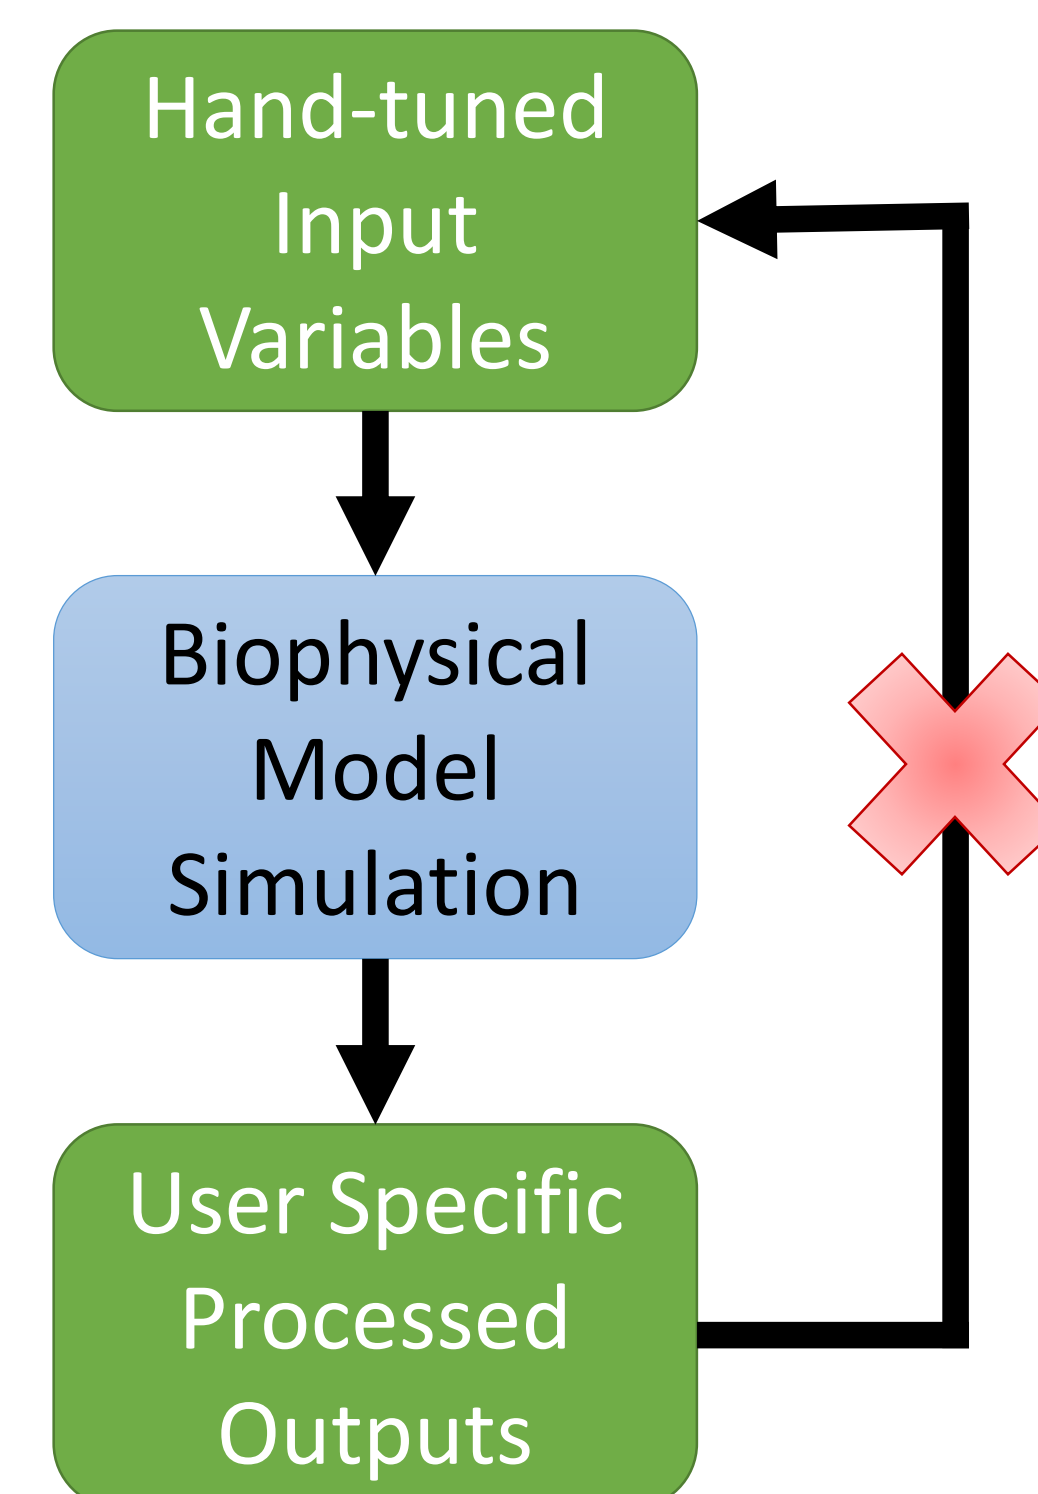 Hand-tuned
Input
Variables
Biophysical
Model
Simulation
User Specific
Processed
Outputs